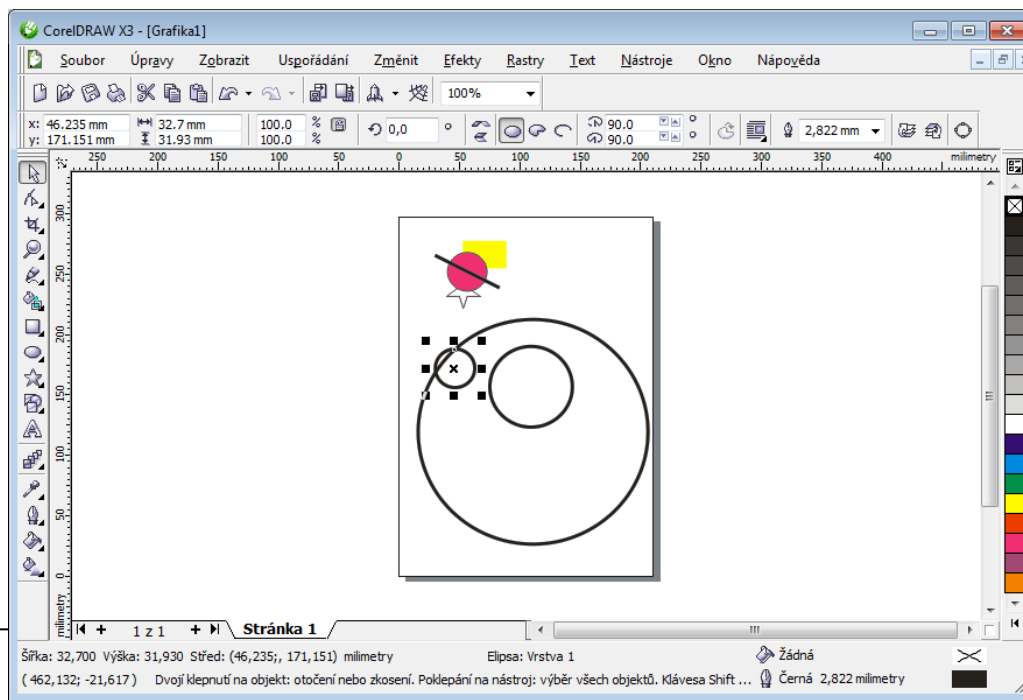 CorelDRAW X3 - [Grafika1]
Soubor Úpravy Zobrazit Uspořádání Změnit Efekty Rastry Text Nástroje Okno Nápověda
100%
x: 46.235 mm 32.7 mm 100.0 % 0,0 ° 90.0 ° 2,822 mm
y: 171.151 mm 31.93 mm 100.0 % 90.0 °
250 200 150 100 50 0 50 100 150 200 250 300 350 400 milimetry
300
250
200
150
100
50
0
milimetry
1 z 1 Stránka 1
Šířka: 32,700 Výška: 31,930 Střed: (46,235;, 171,151) milimetry Elipsa: Vrstva 1 Žádná
( 462,132; -21,617 ) Dvojí klepnutí na objekt: otočení nebo zkosení. Poklepání na nástroj: výběr všech objektů. Klávesa Shift ... Černá 2,822 milimetry